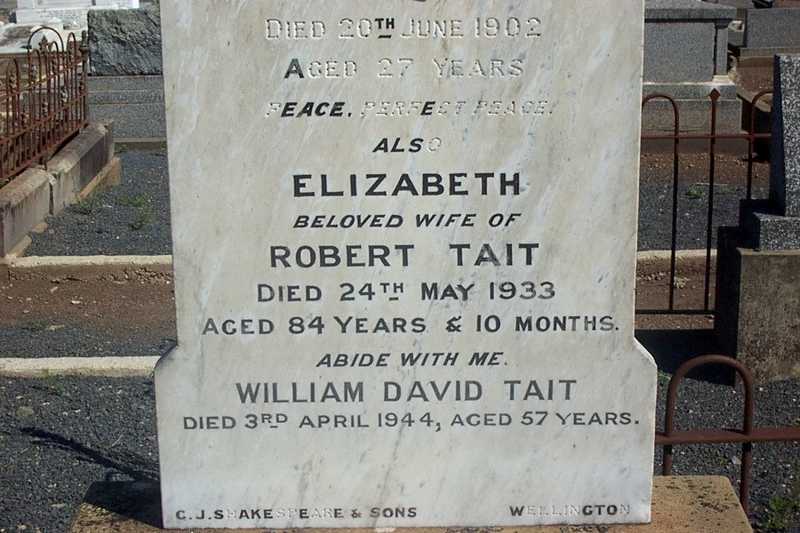 DIED 20TH JUNE 1902
AGED 27 YEARS
PEACE, PERFECT PEACE.
ALSO
ELIZABETH
BELOVED WIFE OF
ROBERT TAIT
DIED 24TH MAY 1933
AGED 84 YEARS & 10 MONTHS.
ABIDE WITH ME.
WILLIAM DAVID TAIT
DIED 3RD APRIL 1944, AGED 57 YEARS.
C.J. SHAKESPEARE & SONS WELLINGTON